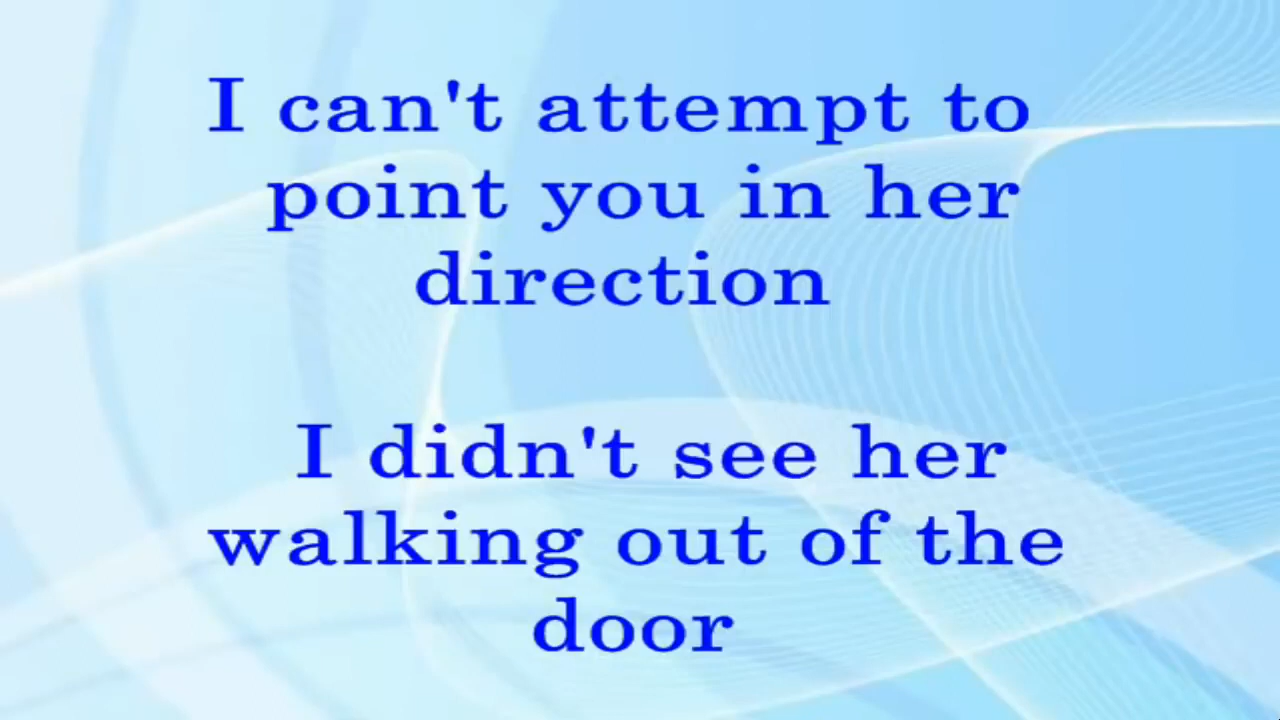 I can't attempt to
point you in her
direction
I didn't see her
walking out of the
door